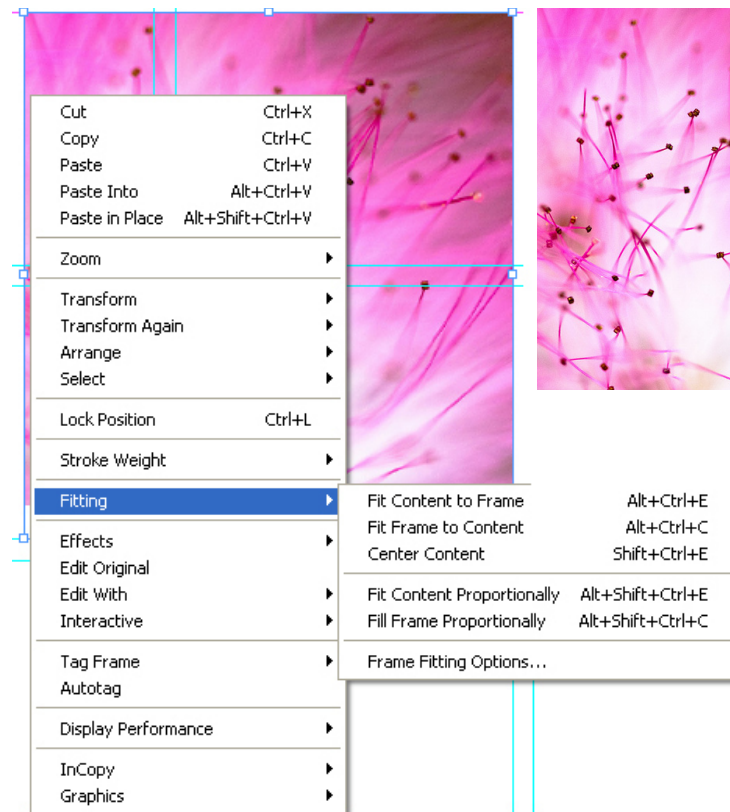 Cut Ctrl+X
Copy Ctrl+C
Paste Ctrl+V
Paste Into Alt+Ctrl+V
Paste in Place Alt+Shift+Ctrl+V
Zoom
Transform
Transform Again
Arrange
Select
Lock Position Ctrl+L
Stroke Weight
Fitting
Effects
Edit Original
Edit With
Interactive
Tag Frame
Autotag
Display Performance
InCopy
Graphics
Fit Content to Frame Alt+Ctrl+E
Fit Frame to Content Alt+Ctrl+C
Center Content Shift+Ctrl+E
Fit Content Proportionally Alt+Shift+Ctrl+E
Fill Frame Proportionally Alt+Shift+Ctrl+C
Frame Fitting Options...